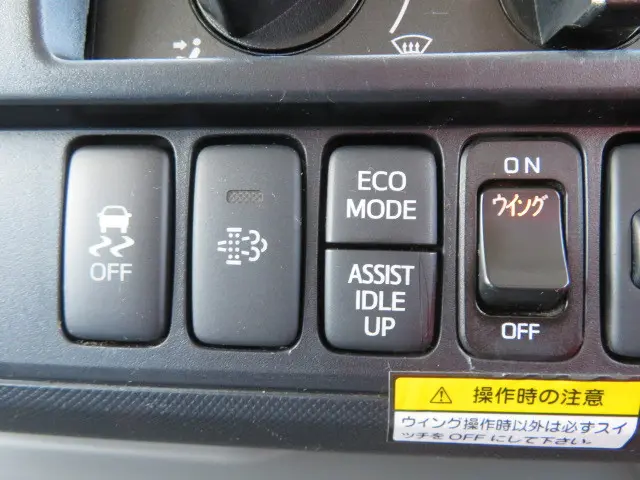 OFF
ECO
MODE
ASSIST
IDLE
UP
ON
ウイング
OFF
⚠ 操作時の注意
ウイング操作時以外は必ずスイ
ッチをOFFにして下さい